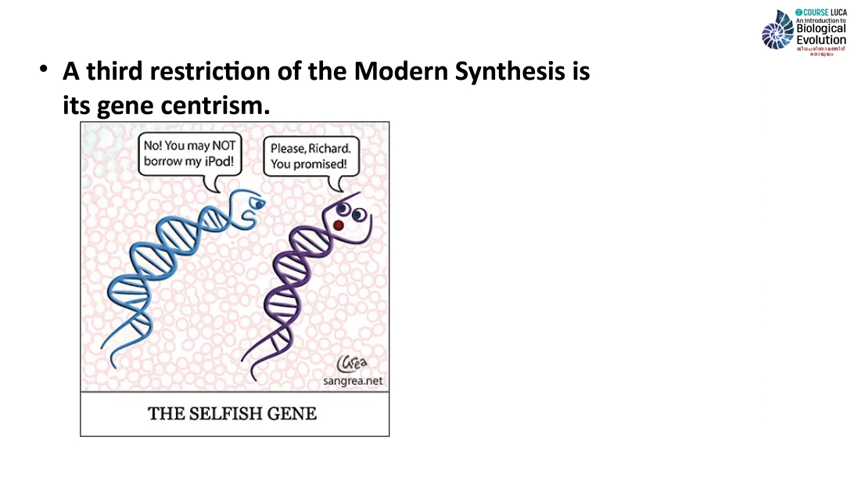 COURSE LUCA
An Introduction to
Biological
Evolution
• A third restriction of the Modern Synthesis is
its gene centrism.
No! You may NOT
borrow my iPod!
Please, Richard.
You promised!
Grea
sangrea.net
THE SELFISH GENE